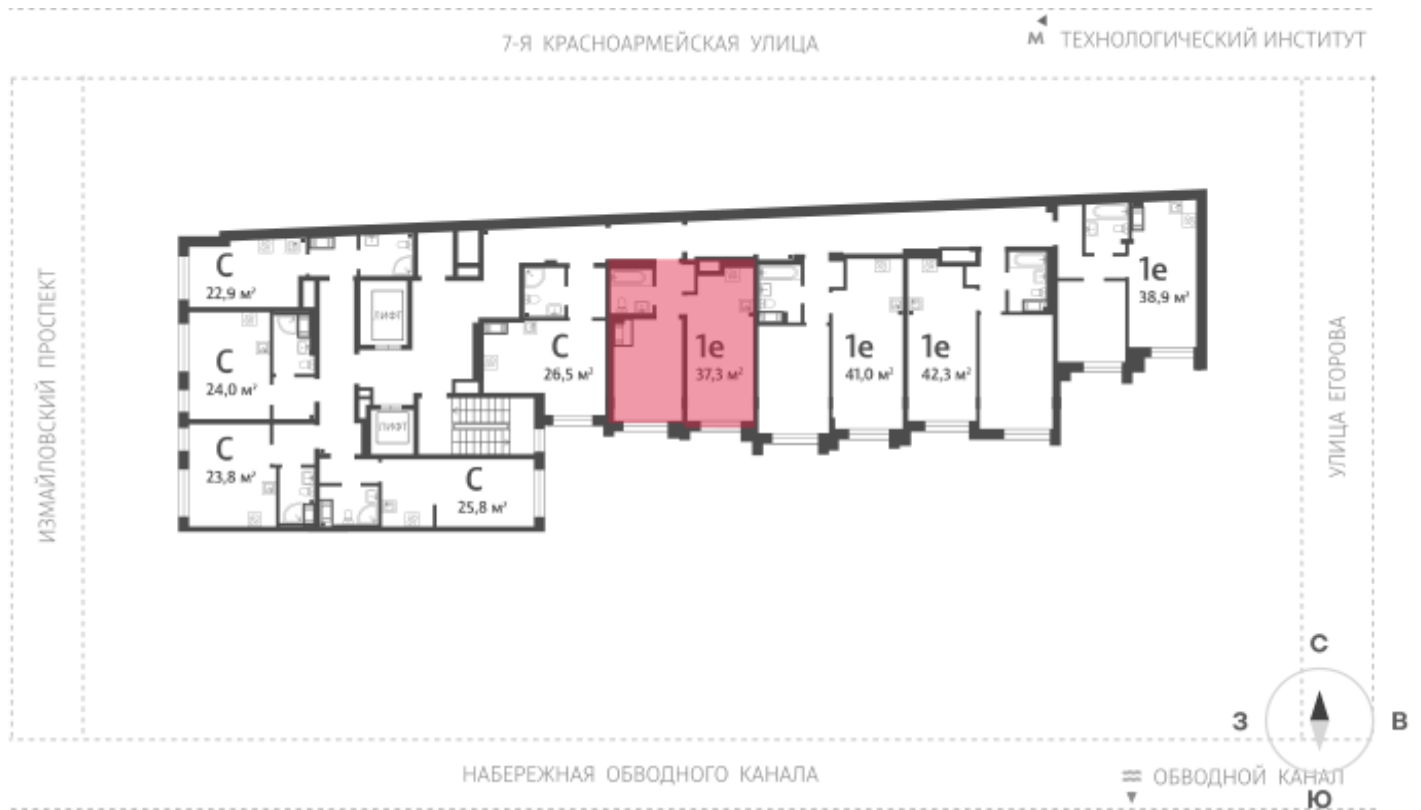 7-Я КРАСНОАРМЕЙСКАЯ УЛИЦА
М ТЕХНОЛОГИЧЕСКИЙ ИНСТИТУТ
ИЗМАЙЛОВСКИЙ ПРОСПЕКТ
УЛИЦА ЕГОРОВА
С
22,9 м²
ЛИФТ
С
24,0 м²
С
26,5 м²
1е
37,3 м²
1е
41,0 м²
1е
42,3 м²
1е
38,9 м²
ЛИФТ
С
23,8 м²
С
25,8 м²
С
З
В
Ю
НАБЕРЕЖНАЯ ОБВОДНОГО КАНАЛА
ОБВОДНОЙ КАНАЛ